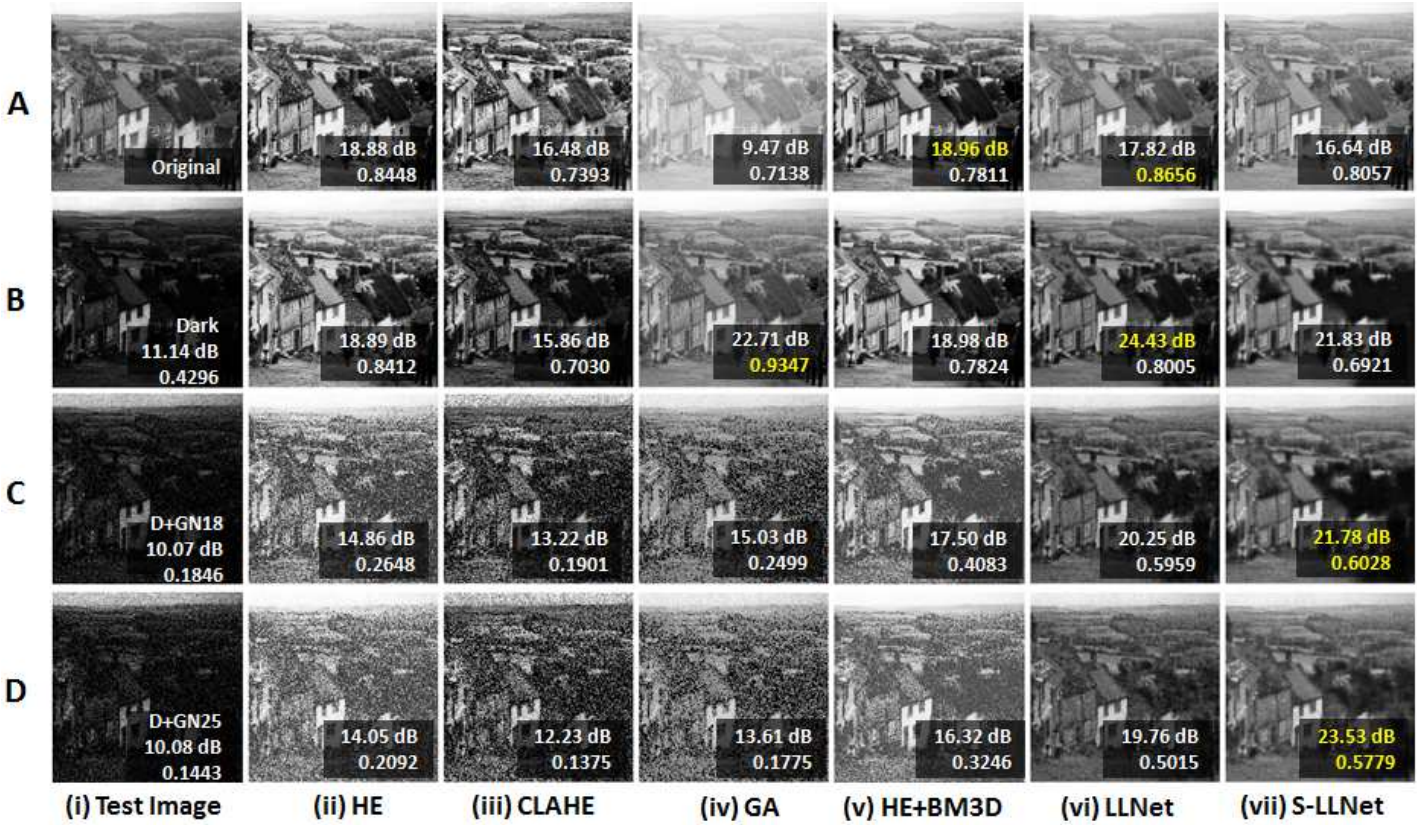 A
Original
18.88 dB
0.8448
16.48 dB
0.7393
9.47 dB
0.7138
18.96 dB
0.7811
17.82 dB
0.8656
16.64 dB
0.8057
B
Dark
11.14 dB
0.4296
18.89 dB
0.8412
15.86 dB
0.7030
22.71 dB
0.9347
18.98 dB
0.7824
24.43 dB
0.8005
21.83 dB
0.6921
C
D+GN18
10.07 dB
0.1846
14.86 dB
0.2648
13.22 dB
0.1901
15.03 dB
0.2499
17.50 dB
0.4083
20.25 dB
0.5959
21.78 dB
0.6028
D
D+GN25
10.08 dB
0.1443
14.05 dB
0.2092
12.23 dB
0.1375
13.61 dB
0.1775
16.32 dB
0.3246
19.76 dB
0.5015
23.53 dB
0.5779
(i) Test Image
(ii) HE
(iii) CLAHE
(iv) GA
(v) HE+BM3D
(vi) LLNet
(vii) S-LLNet